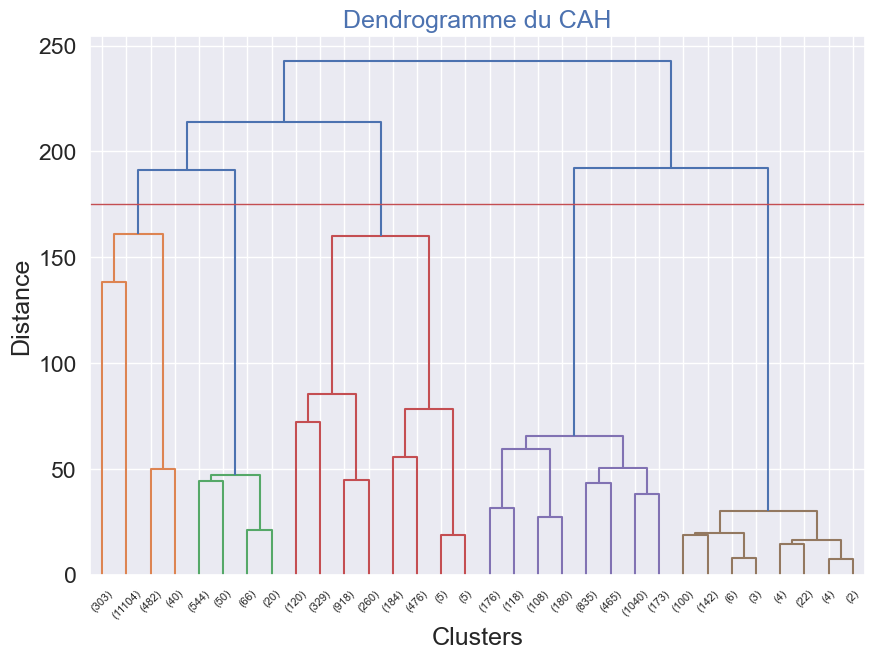 Dendrogramme du CAH
250
200
150
100
50
0
Distance
(303) (11104) (482) (40) (544) (50) (66) (20) (120) (329) (918) (260) (184) (476) (5) (5) (176) (118) (108) (180) (835) (465) (1040) (173) (100) (142) (6) (3) (4) (22) (4) (2)
Clusters